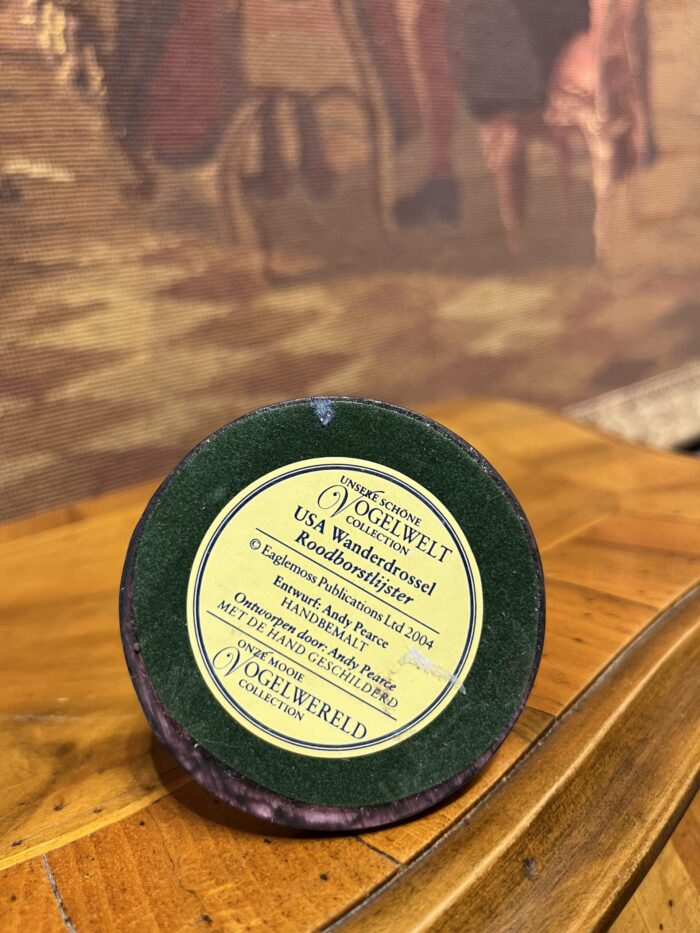 UNSERE SCHÖNE
VOGELWELT
COLLECTION
USA Wanderdrossel
Roodborstlijster
© Eaglemoss Publications Ltd 2004
Entwurf: Andy Pearce
HANDBEMALT
Ontworpen door: Andy Pearce
MET DE HAND GESCHILDERD
ONZE MOOIE
VOGELWERELD
COLLECTION